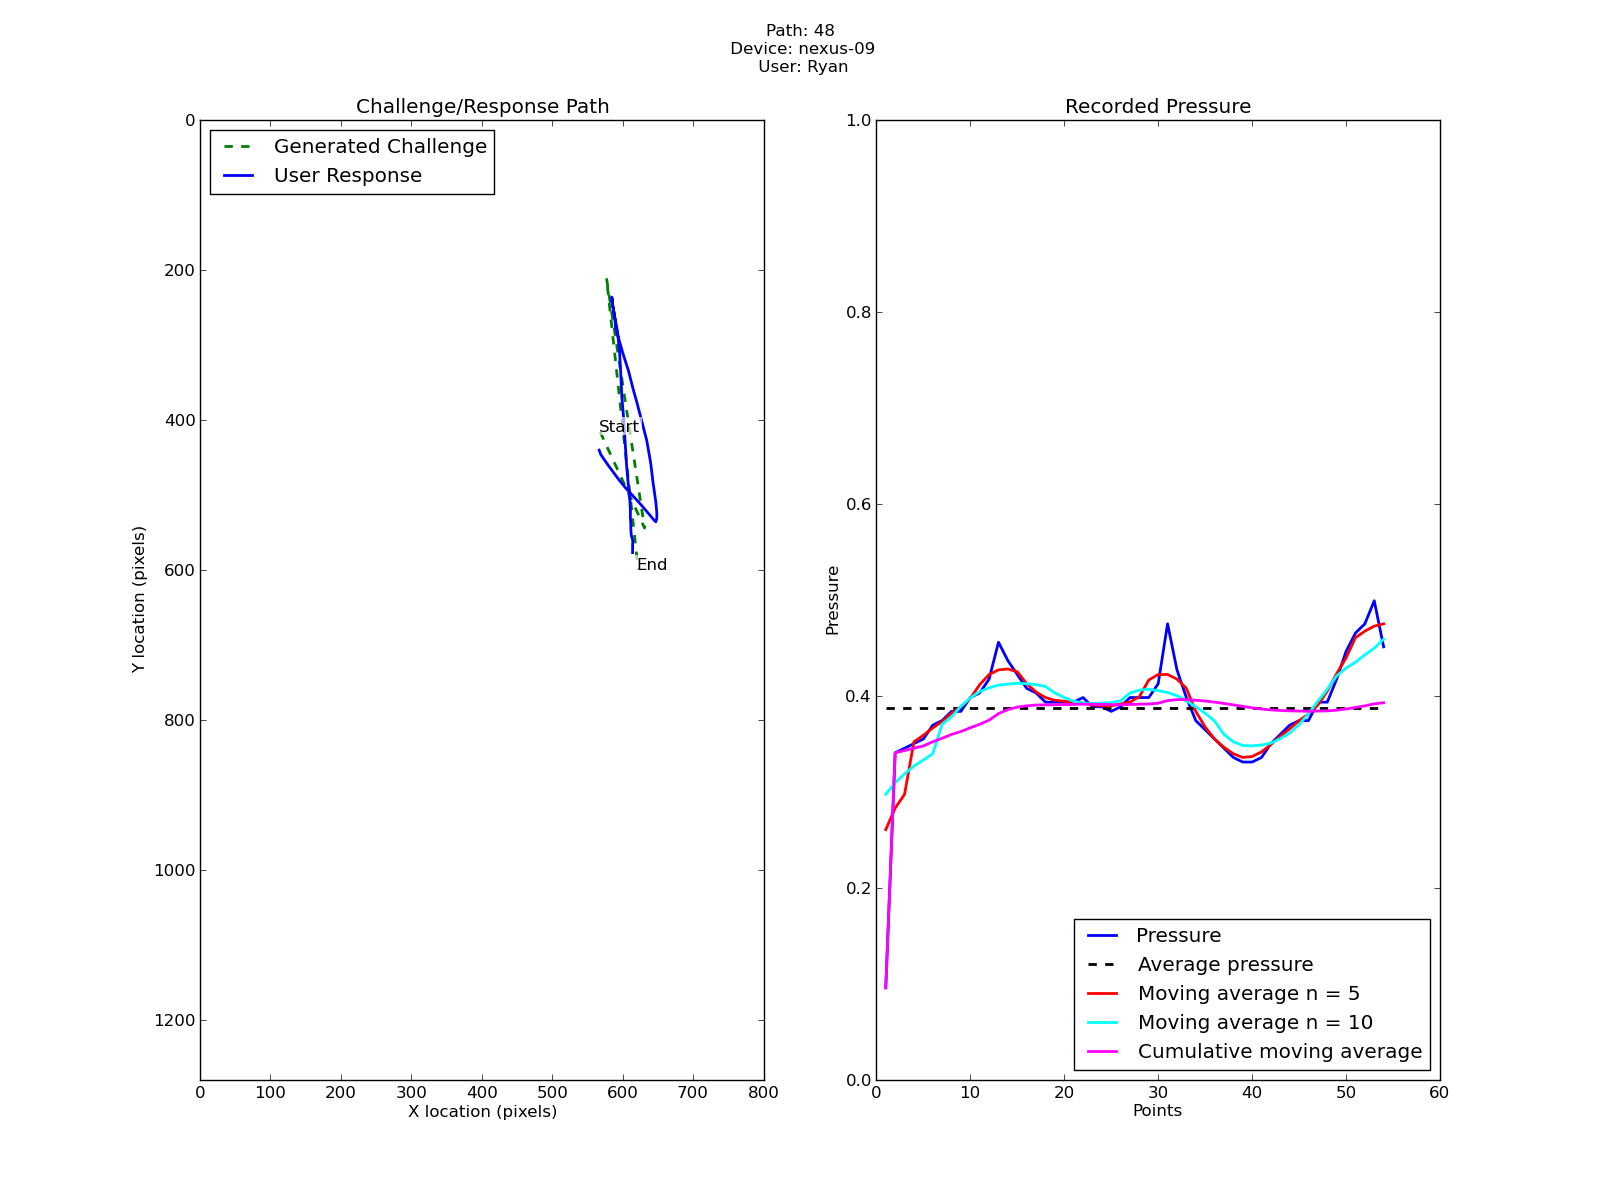 Path: 48
Device: nexus-09
User: Ryan
Challenge/Response Path
Generated Challenge
User Response
Start
End
0
200
400
600
800
1000
1200
Y location (pixels)
0 100 200 300 400 500 600 700 800
X location (pixels)
Recorded Pressure
1.0
0.8
0.6
0.4
0.2
0.0
Pressure
Pressure
Average pressure
Moving average n = 5
Moving average n = 10
Cumulative moving average
0 10 20 30 40 50 60
Points